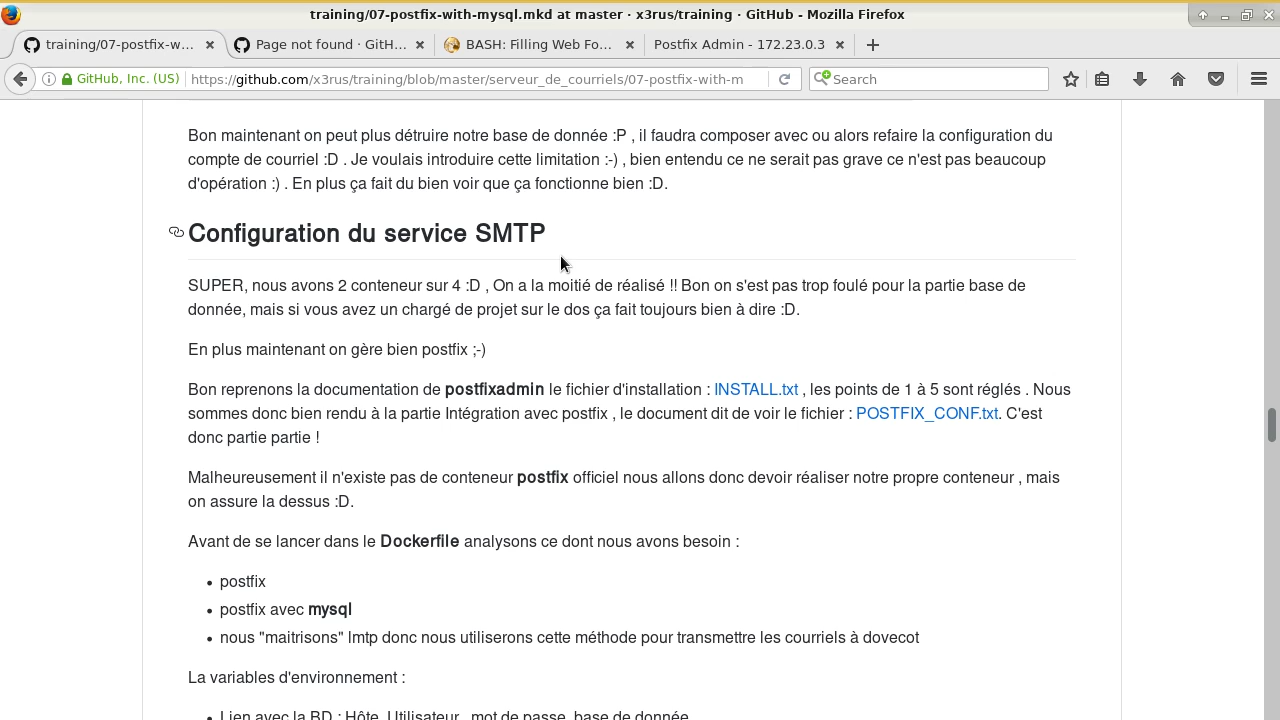 training/07-postfix-with-mysql.mkd at master · x3rus/training · GitHub - Mozilla Firefox
training/07-postfix-w... Page not found · GitH... BASH: Filling Web Fo... Postfix Admin - 172.23.0.3
GitHub, Inc. (US) https://github.com/x3rus/training/blob/master/serveur_de_courriels/07-postfix-with-m Search
Bon maintenant on peut plus détruire notre base de donnée :P , il faudra composer avec ou alors refaire la configuration du
compte de courriel :D . Je voulais introduire cette limitation :-) , bien entendu ce ne serait pas grave ce n'est pas beaucoup
d'opération :) . En plus ça fait du bien voir que ça fonctionne bien :D.
Configuration du service SMTP
SUPER, nous avons 2 conteneur sur 4 :D , On a la moitié de réalisé !! Bon on s'est pas trop foulé pour la partie base de
donnée, mais si vous avez un chargé de projet sur le dos ça fait toujours bien à dire :D.
En plus maintenant on gère bien postfix ;-)
Bon reprenons la documentation de postfixadmin le fichier d'installation : INSTALL.txt , les points de 1 à 5 sont réglés . Nous
sommes donc bien rendu à la partie Intégration avec postfix , le document dit de voir le fichier : POSTFIX_CONF.txt. C'est
donc partie partie !
Malheureusement il n'existe pas de conteneur postfix officiel nous allons donc devoir réaliser notre propre conteneur , mais
on assure la dessus :D.
Avant de se lancer dans le Dockerfile analysons ce dont nous avons besoin :
• postfix
• postfix avec mysql
• nous "maitrisons" lmtp donc nous utiliserons cette méthode pour transmettre les courriels à dovecot
La variables d'environnement :
• Lien avec la BD : Hôte, Utilisateur , mot de passe, base de donnée